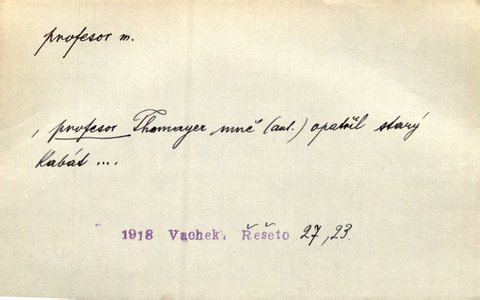 profesor m.
, profesor Thomayer mně (aut.) opatřil starý
kabát ...
1918 Vachek. Řešeto 27, 23.